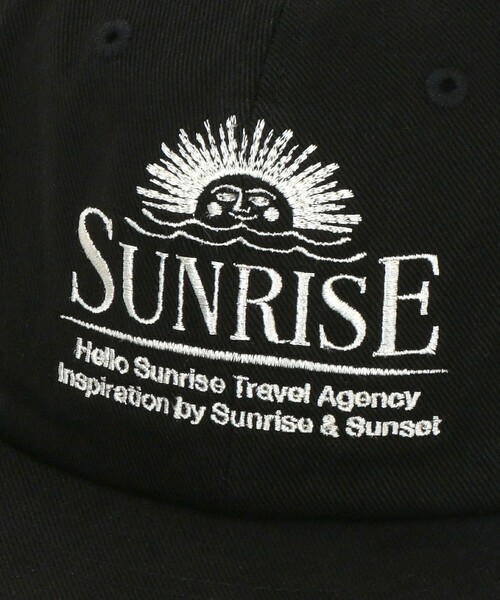 SUNRISE
Hello Sunrise Travel Agency
Inspiration by Sunrise & Sunset